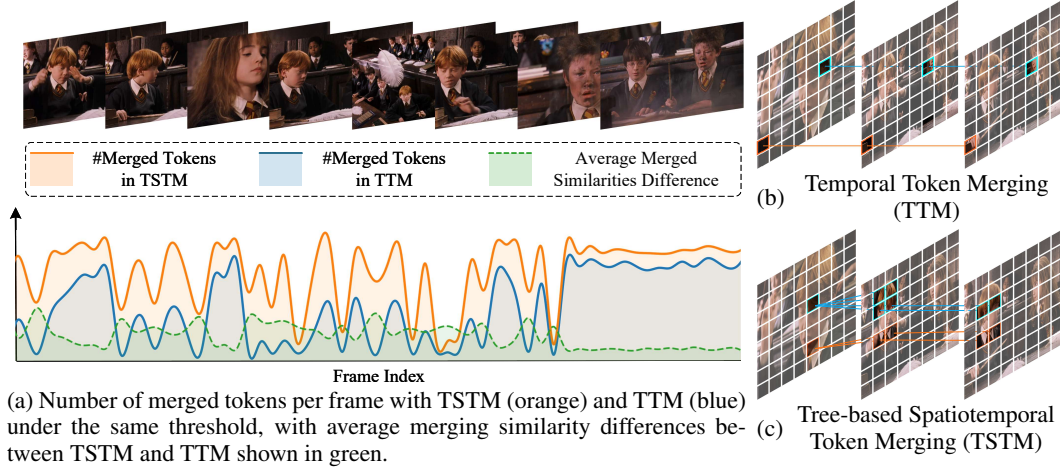 #Merged Tokens
in TSTM
#Merged Tokens
in TTM
Average Merged
Similarities Difference
Frame Index
(a) Number of merged tokens per frame with TSTM (orange) and TTM (blue)
under the same threshold, with average merging similarity differences be-
tween TSTM and TTM shown in green.
(b) Temporal Token Merging
(TTM)
(c) Tree-based Spatiotemporal
Token Merging (TSTM)